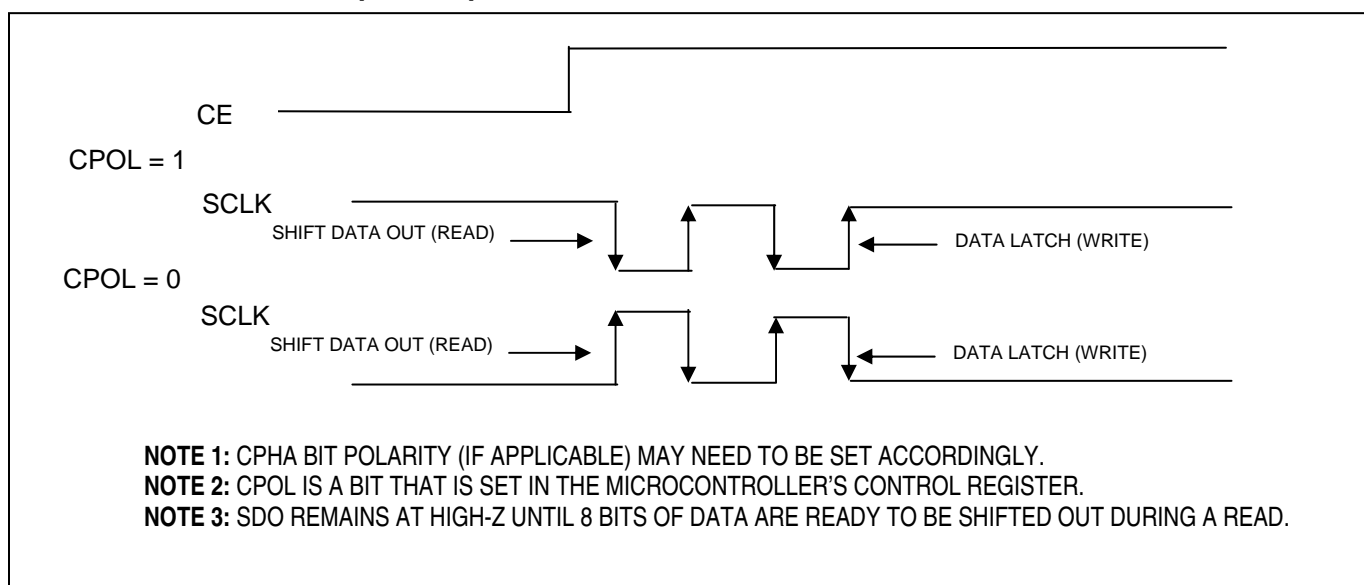 CE
CPOL = 1
SCLK
SHIFT DATA OUT (READ)
DATA LATCH (WRITE)
CPOL = 0
SCLK
SHIFT DATA OUT (READ)
DATA LATCH (WRITE)
NOTE 1: CPHA BIT POLARITY (IF APPLICABLE) MAY NEED TO BE SET ACCORDINGLY.
NOTE 2: CPOL IS A BIT THAT IS SET IN THE MICROCONTROLLER'S CONTROL REGISTER.
NOTE 3: SDO REMAINS AT HIGH-Z UNTIL 8 BITS OF DATA ARE READY TO BE SHIFTED OUT DURING A READ.